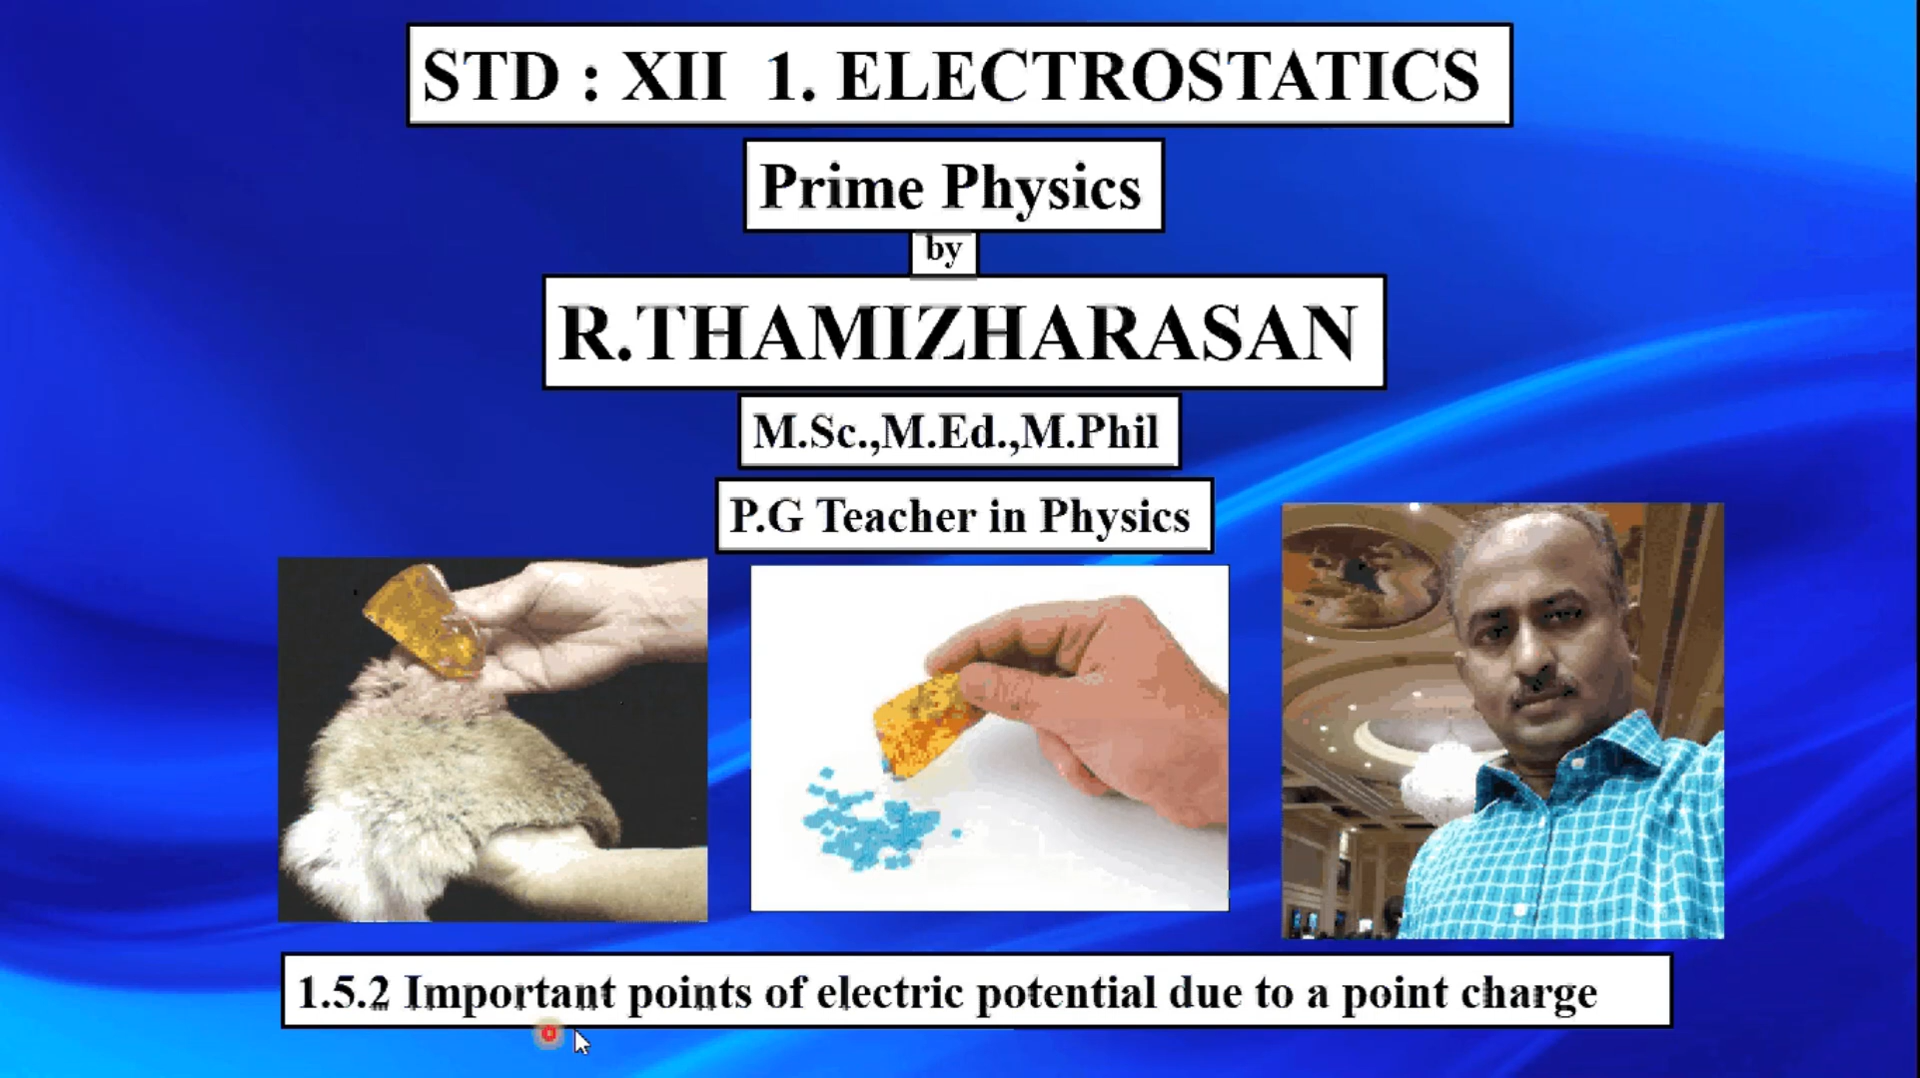 STD : XII 1. ELECTROSTATICS
Prime Physics
by
R.THAMIZHARASAN
M.Sc.,M.Ed.,M.Phil
P.G Teacher in Physics
1.5.2 Important points of electric potential due to a point charge